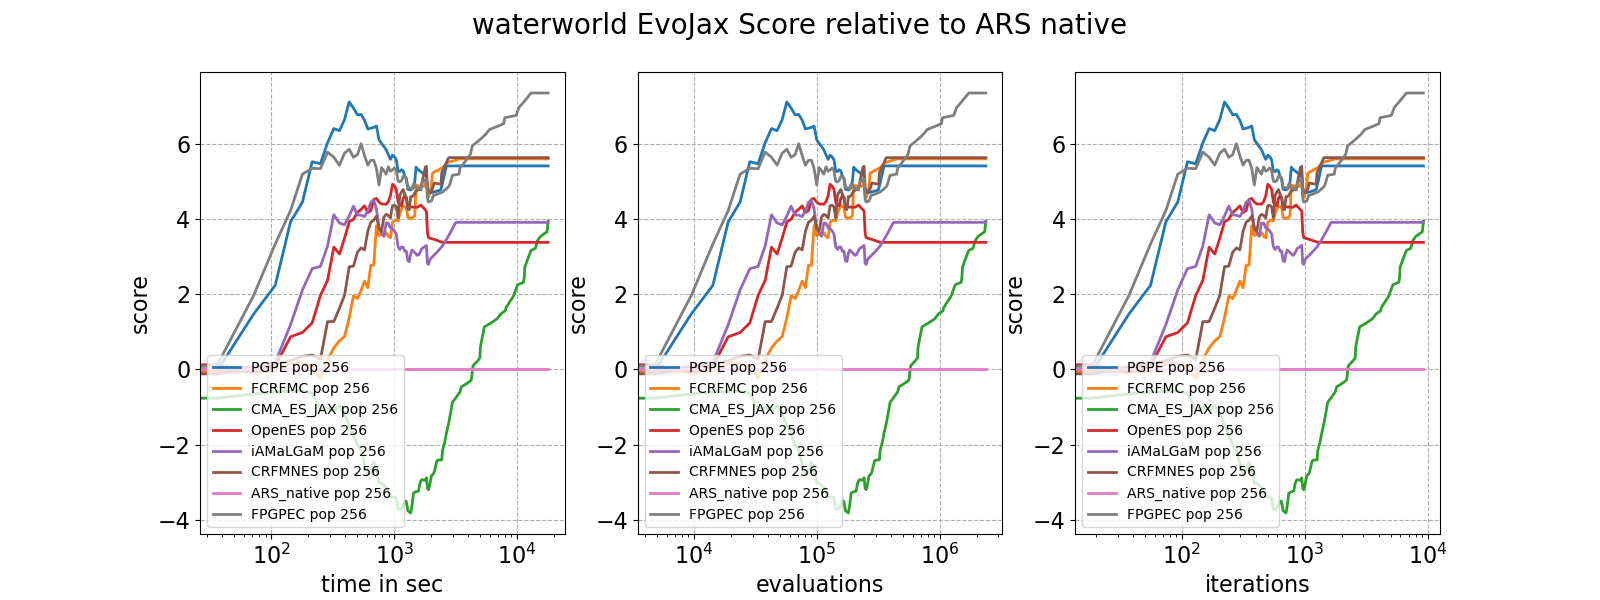 waterworld EvoJax Score relative to ARS native
score
6
4
2
0
−2
−4
PGPE pop 256
FCRFMC pop 256
CMA_ES_JAX pop 256
OpenES pop 256
iAMaLGaM pop 256
CRFMNES pop 256
ARS_native pop 256
FPGPEC pop 256
10²
10³
10⁴
time in sec
score
6
4
2
0
−2
−4
PGPE pop 256
FCRFMC pop 256
CMA_ES_JAX pop 256
OpenES pop 256
iAMaLGaM pop 256
CRFMNES pop 256
ARS_native pop 256
FPGPEC pop 256
10⁴
10⁵
10⁶
evaluations
score
6
4
2
0
−2
−4
PGPE pop 256
FCRFMC pop 256
CMA_ES_JAX pop 256
OpenES pop 256
iAMaLGaM pop 256
CRFMNES pop 256
ARS_native pop 256
FPGPEC pop 256
10²
10³
10⁴
iterations